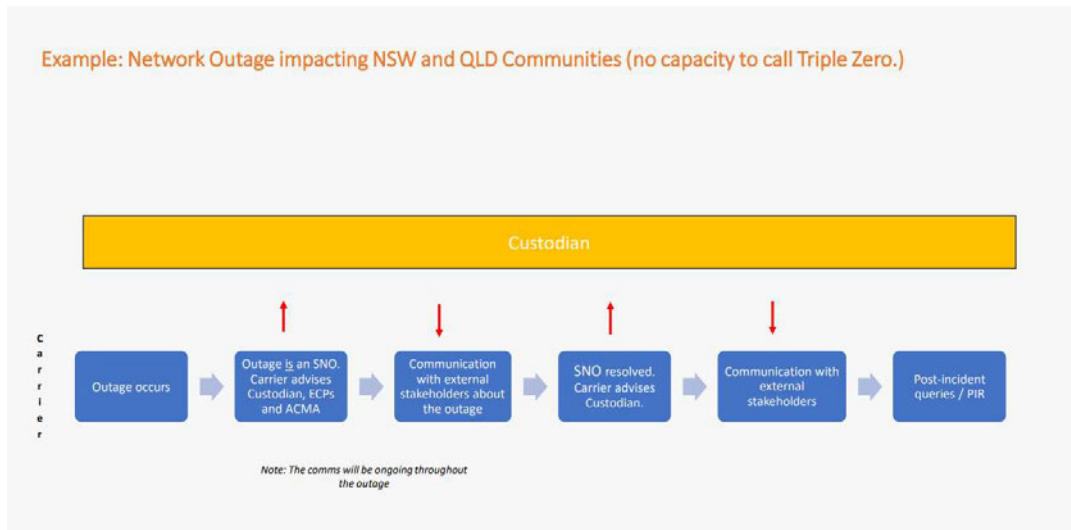 Example: Network Outage impacting NSW and QLD Communities (no capacity to call Triple Zero.)
Custodian
Carrier
Outage occurs
Outage is an SNO.
Carrier advises
Custodian, ECPs
and ACMA
Communication
with external
stakeholders about
the outage
SNO resolved.
Carrier advises
Custodian.
Communication with
external
stakeholders
Post-incident
queries / PIR
Note: The comms will be ongoing throughout
the outage